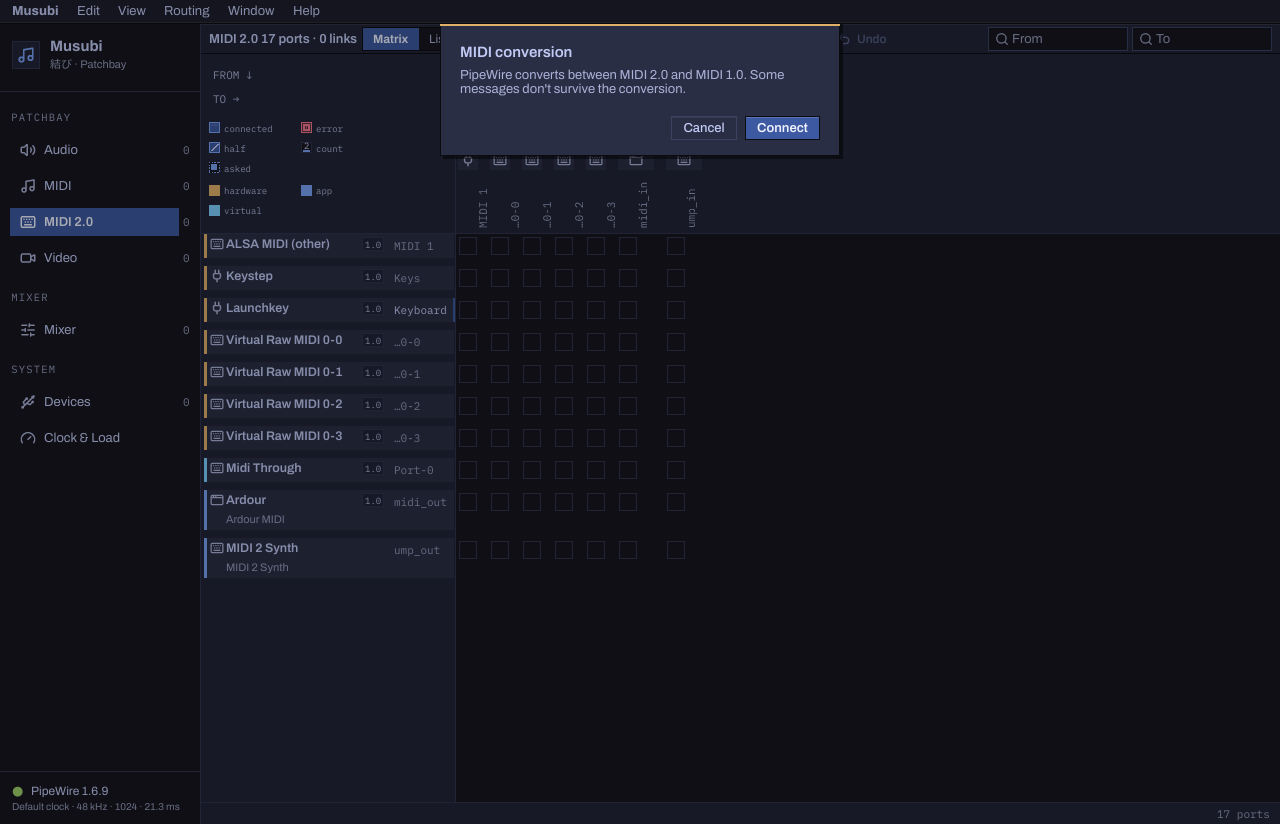 Musubi Edit View Routing Window Help
Musubi
結び · Patchbay
PATCHBAY
Audio 0
MIDI 0
MIDI 2.0 0
Video 0
MIXER
Mixer 0
SYSTEM
Devices 0
Clock & Load
PipeWire 1.6.9
Default clock · 48 kHz · 1024 · 21.3 ms
MIDI 2.0 17 ports · 0 links Matrix Undo From To
MIDI conversion
PipeWire converts between MIDI 2.0 and MIDI 1.0. Some
messages don't survive the conversion.
Cancel Connect
FROM ↓
TO →
connected error
half 2 count
asked
hardware app
virtual
MIDI 1
…0-0
…0-1
…0-2
…0-3
midi_in
ump_in
ALSA MIDI (other) 1.0 MIDI 1
Keystep 1.0 Keys
Launchkey 1.0 Keyboard
Virtual Raw MIDI 0-0 1.0 …0-0
Virtual Raw MIDI 0-1 1.0 …0-1
Virtual Raw MIDI 0-2 1.0 …0-2
Virtual Raw MIDI 0-3 1.0 …0-3
Midi Through 1.0 Port-0
Ardour 1.0 midi_out
Ardour MIDI
MIDI 2 Synth ump_out
MIDI 2 Synth
17 ports